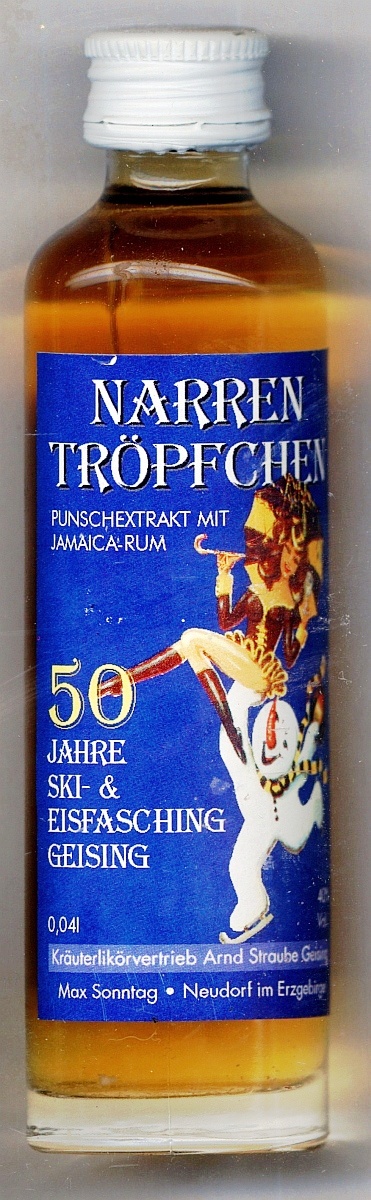 NARREN
TRÖPFCHEN
PUNSCHEXTRAKT MIT
JAMAICA-RUM
50
JAHRE
SKI- &
EISFASCHING
GEISING
0,04l
Kräuterlikörvertrieb Arnd Straube Geising
Max Sonntag • Neudorf im Erzgebirge